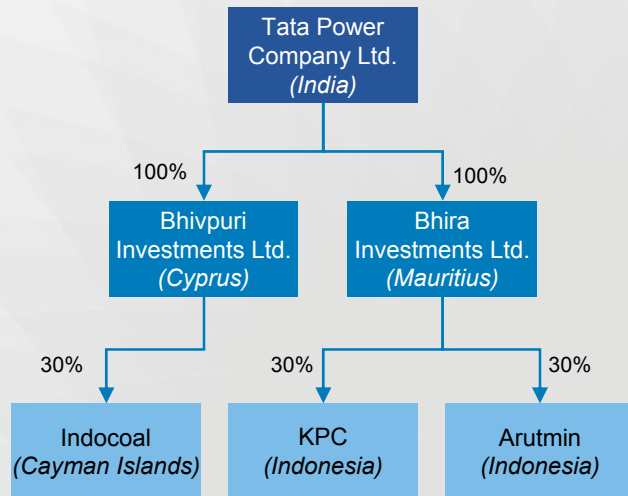 Tata Power
Company Ltd.
(India)
100%
100%
Bhivpuri
Investments Ltd.
(Cyprus)
Bhira
Investments Ltd.
(Mauritius)
30%
30%
30%
Indocoal
(Cayman Islands)
KPC
(Indonesia)
Arutmin
(Indonesia)